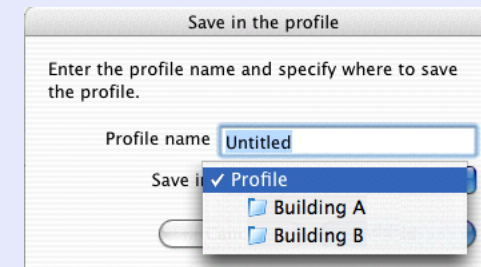 Save in the profile
Enter the profile name and specify where to save
the profile.
Profile name Untitled
Save i ✓ Profile
Building A
Building B